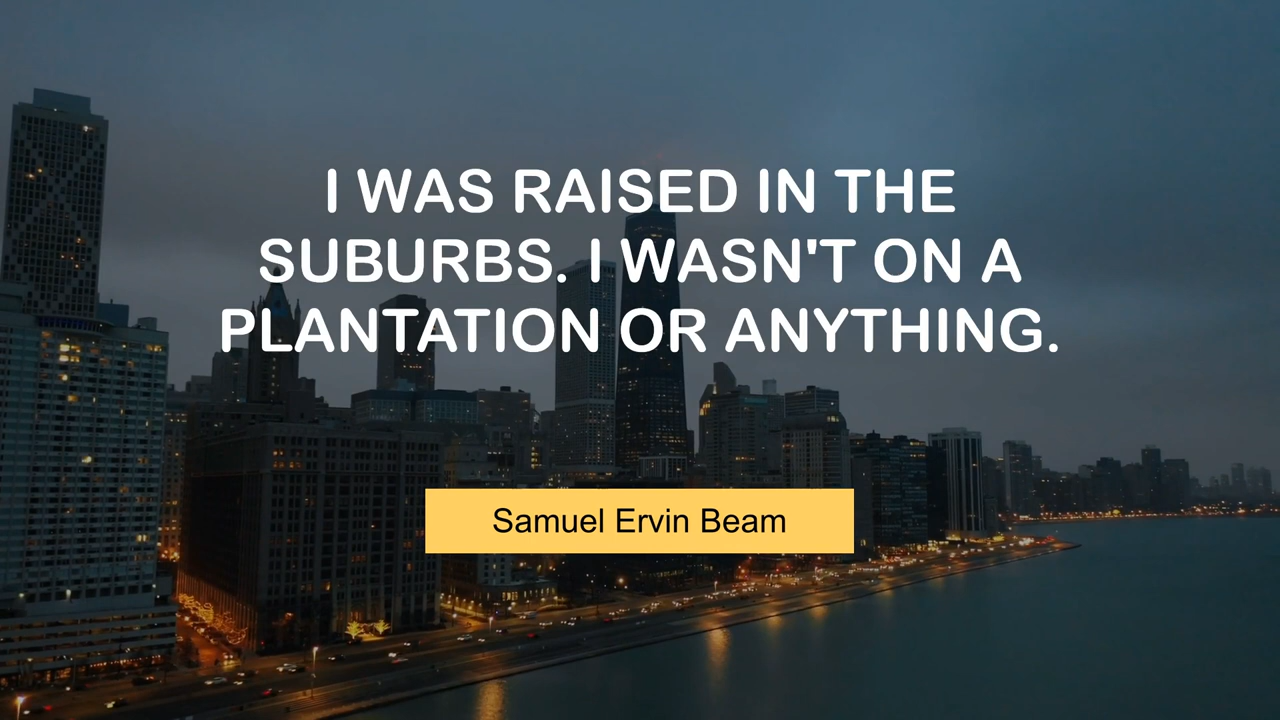 I WAS RAISED IN THE
SUBURBS. I WASN'T ON A
PLANTATION OR ANYTHING.
Samuel Ervin Beam